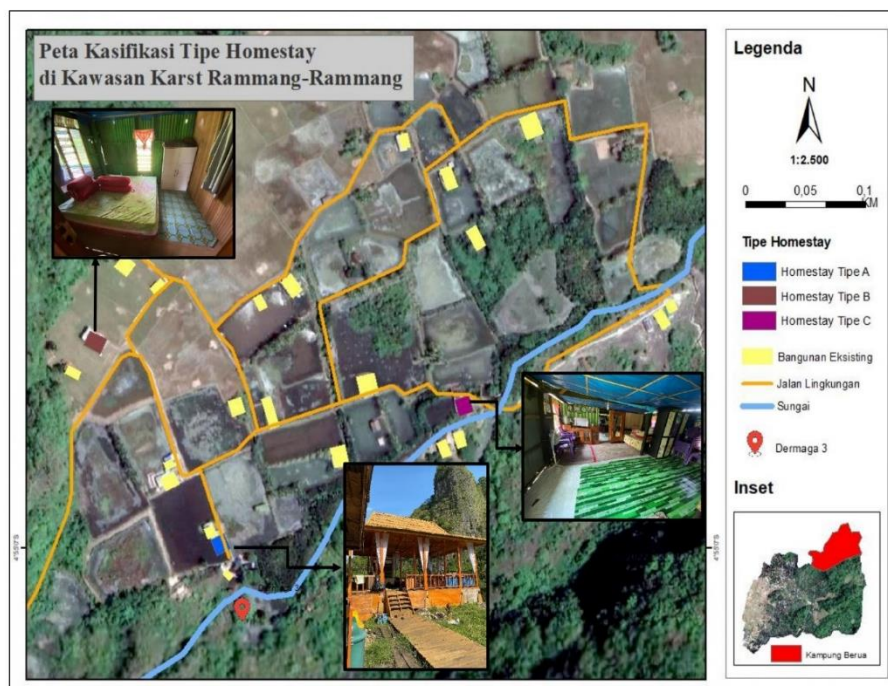 Peta Kasifikasi Tipe Homestay
di Kawasan Karst Rammang-Rammang
Legenda
N
1:2.500
0 0,05 0,1
KM
Tipe Homestay
Homestay Tipe A
Homestay Tipe B
Homestay Tipe C
Bangunan Eksisting
Jalan Lingkungan
Sungai
Dermaga 3
Inset
Kampung Berua